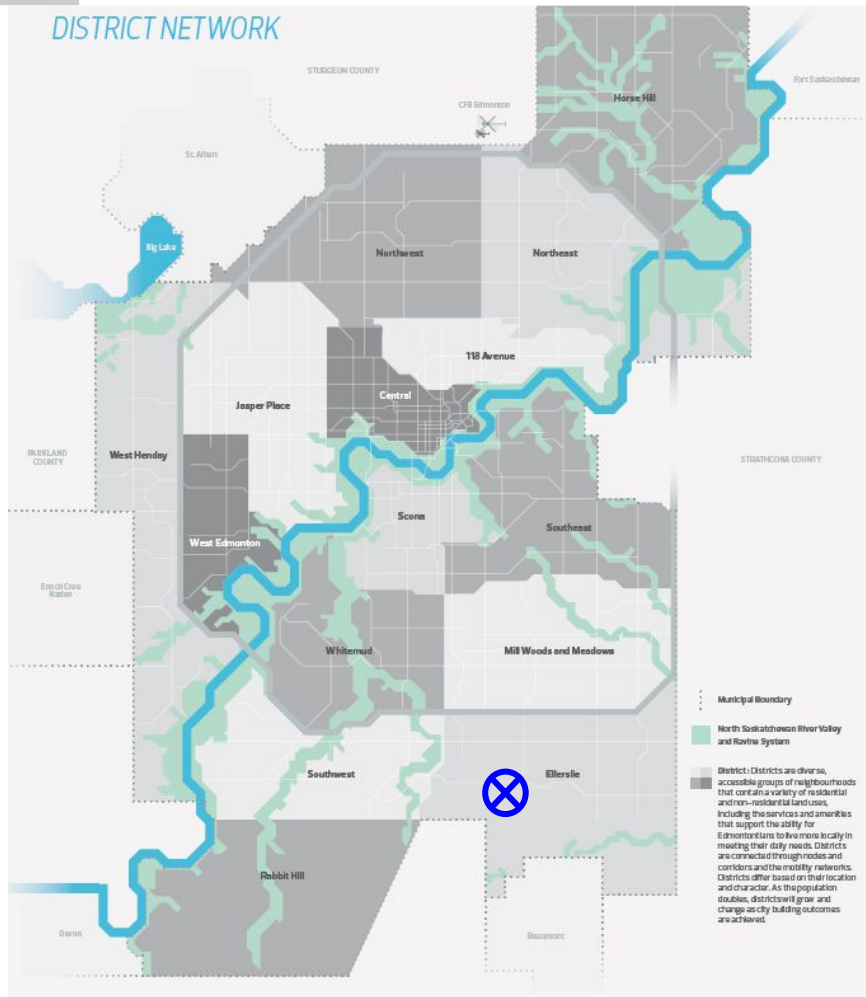 DISTRICT NETWORK
STURGEON COUNTY
Fort Saskatchewan
CFB Edmonton
Horse Hill
St. Albert
Big Lake
Northwest
Northeast
118 Avenue
Central
Jasper Place
West Henday
PARKLAND
COUNTY
STRATHCONA COUNTY
Scona
Southeast
West Edmonton
Enoch Cree
Nation
Whitemud
Mill Woods and Meadows
Municipal Boundary
North Saskatchewan River Valley
and Ravine System
Southwest
Ellerslie
District: Districts are diverse,
accessible groups of neighbourhoods
that contain a variety of residential
and non-residential land uses,
including the services and amenities
that support the ability for
Edmontontians to live more locally in
meeting their daily needs. Districts
are connected through nodes and
corridors and the mobility networks.
Districts differ based on their location
and character. As the population
doubles, districts will grow and
change as city building outcomes
are achieved.
Rabbit Hill
Devon
Beaumont